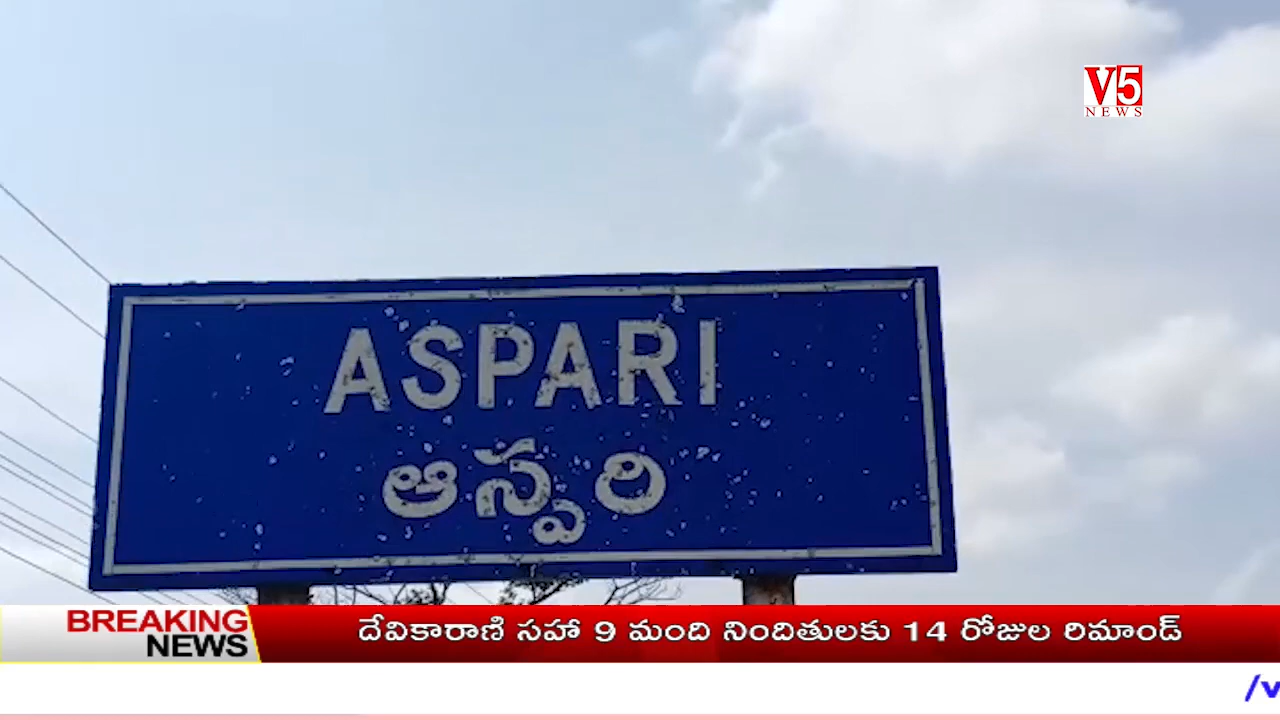 V5
NEWS
ASPARI
ఆస్పరి
BREAKING
NEWS
దేవికారాణి సహా 9 మంది నిందితులకు 14 రోజుల రిమాండ్